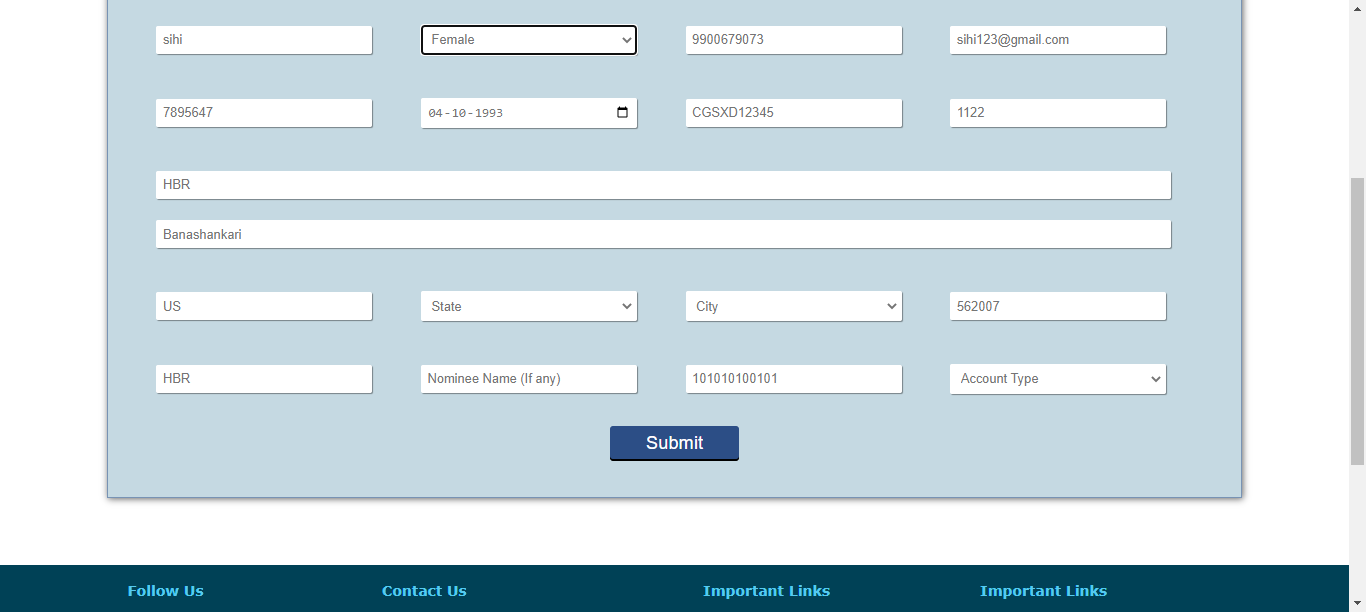 sihi Female 9900679073 sihi123@gmail.com
7895647 04-10-1993 CGSXD12345 1122
HBR
Banashankari
US State City 562007
HBR Nominee Name (If any) 101010100101 Account Type
Submit
Follow Us Contact Us Important Links Important Links